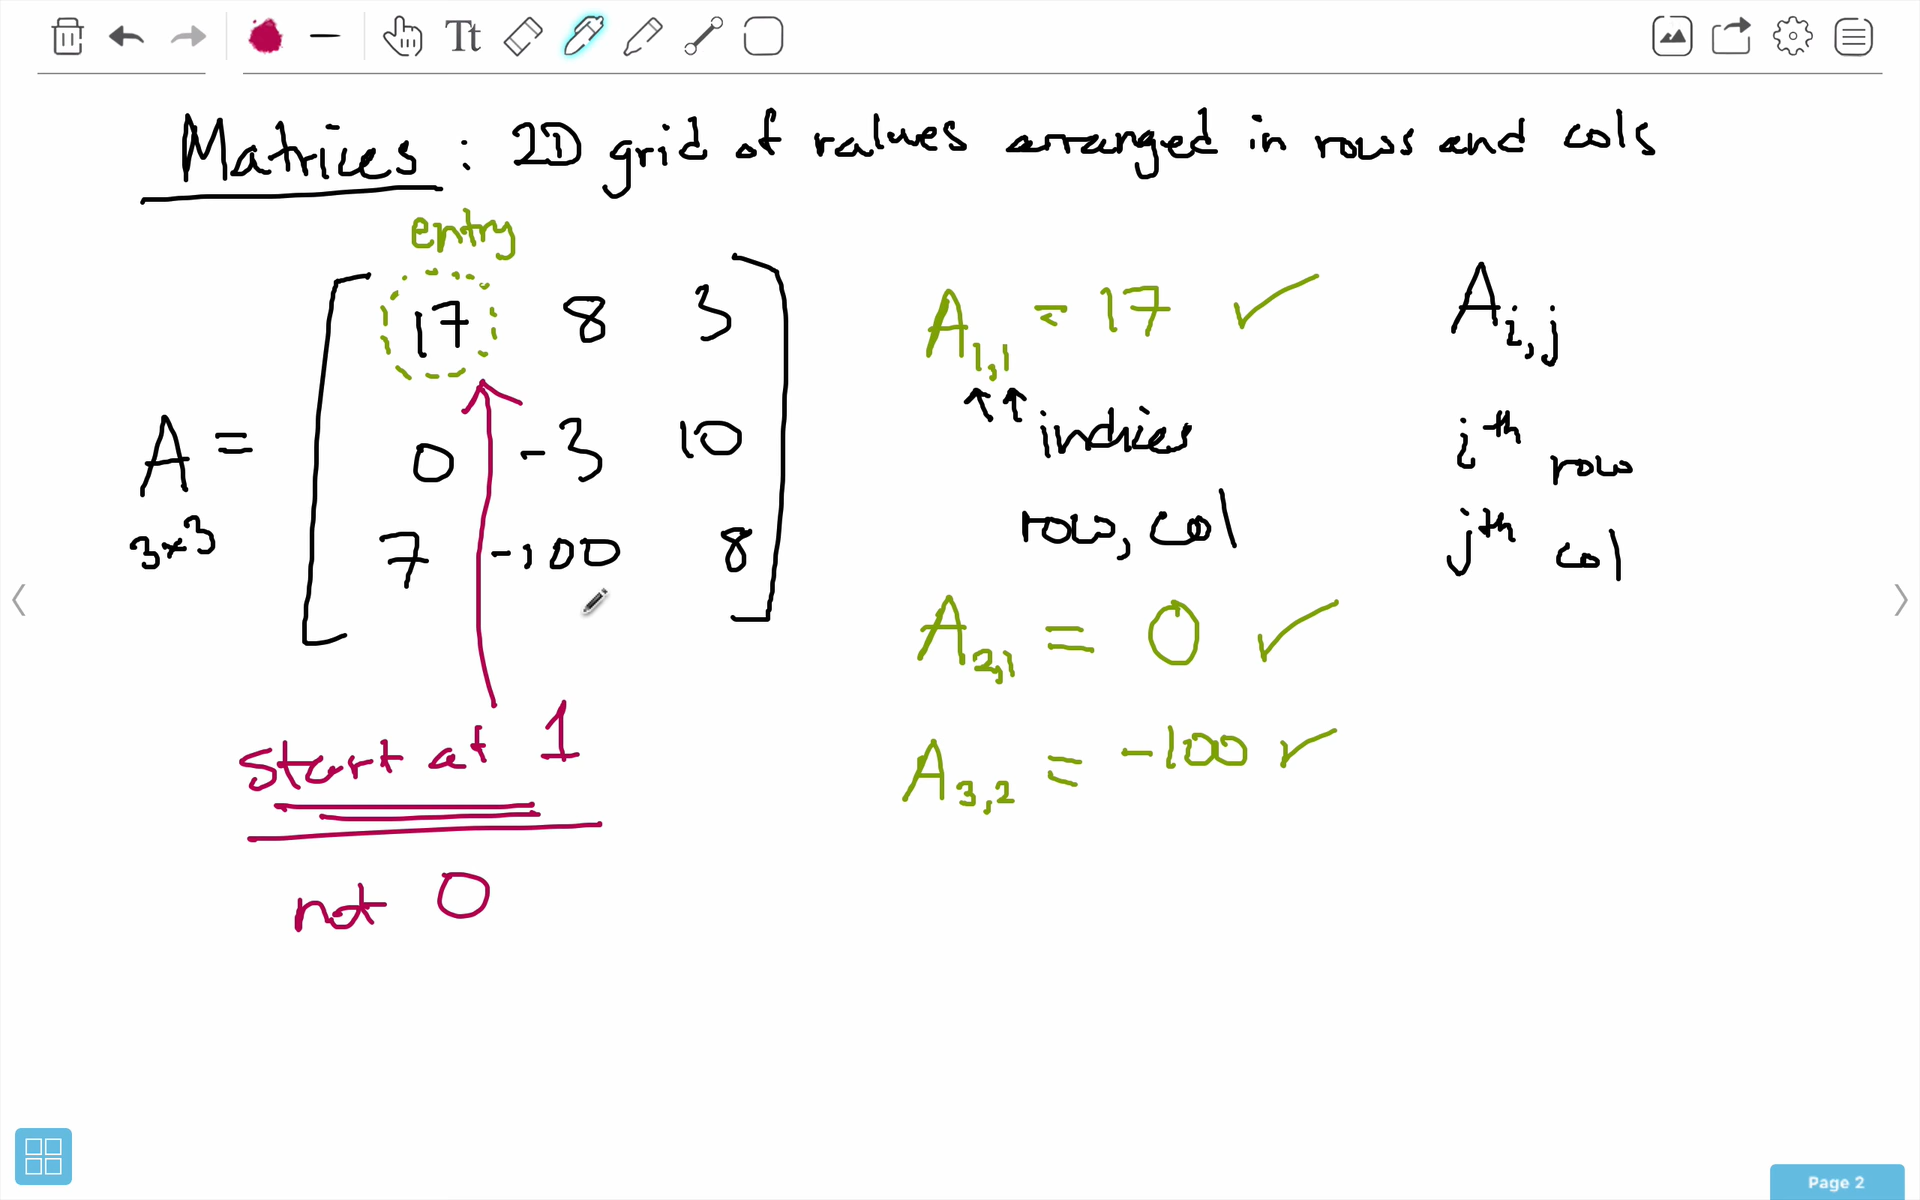 Tt
Matrices : 2D grid of values arranged in rows and cols
entry
A = [ 17 8 3
0 -3 10
7 -100 8 ]
3×3
start at 1
not 0
A1,1 = 17 ✓
↑↑ indices
row, col
A2,1 = 0 ✓
A3,2 = -100 ✓
Ai,j
ith row
jth col
Page 2